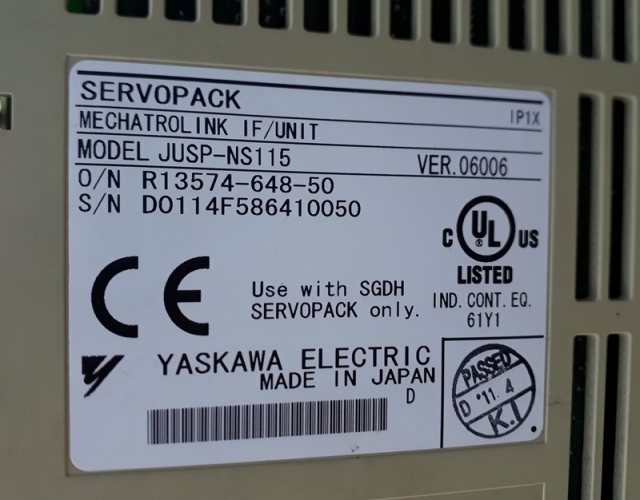 SERVOPACK
IP1X
MECHATROLINK IF/UNIT
MODEL JUSP-NS115 VER.06006
O/N R13574-648-50
S/N D0114F586410050
C UL US
®
LISTED
IND. CONT. EQ.
61Y1
CE
Use with SGDH
SERVOPACK only.
YASKAWA ELECTRIC
MADE IN JAPAN
D
PASSED
D '11.4
K.I